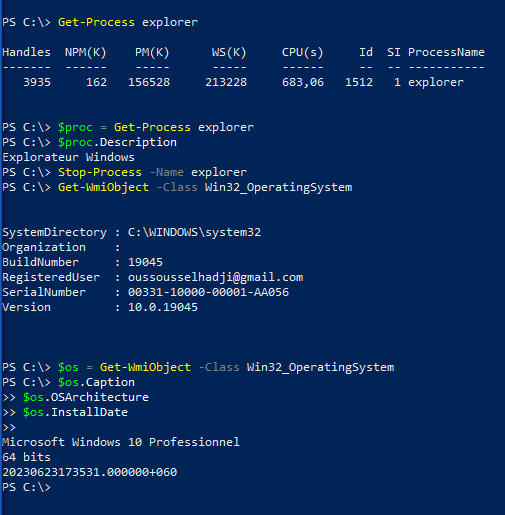 PS C:\> Get-Process explorer
Handles  NPM(K)    PM(K)      WS(K)     CPU(s)     Id  SI ProcessName
-------  ------    -----      -----     ------     --  -- -----------
   3935     162   156528     213228     683,06   1512   1 explorer
PS C:\> $proc = Get-Process explorer
PS C:\> $proc.Description
Explorateur Windows
PS C:\> Stop-Process -Name explorer
PS C:\> Get-WmiObject -Class Win32_OperatingSystem
SystemDirectory : C:\WINDOWS\system32
Organization    :
BuildNumber     : 19045
RegisteredUser  : oussousselhadji@gmail.com
SerialNumber    : 00331-10000-00001-AA056
Version         : 10.0.19045
PS C:\> $os = Get-WmiObject -Class Win32_OperatingSystem
PS C:\> $os.Caption
>> $os.OSArchitecture
>> $os.InstallDate
>>
Microsoft Windows 10 Professionnel
64 bits
20230623173531.000000+060
PS C:\>